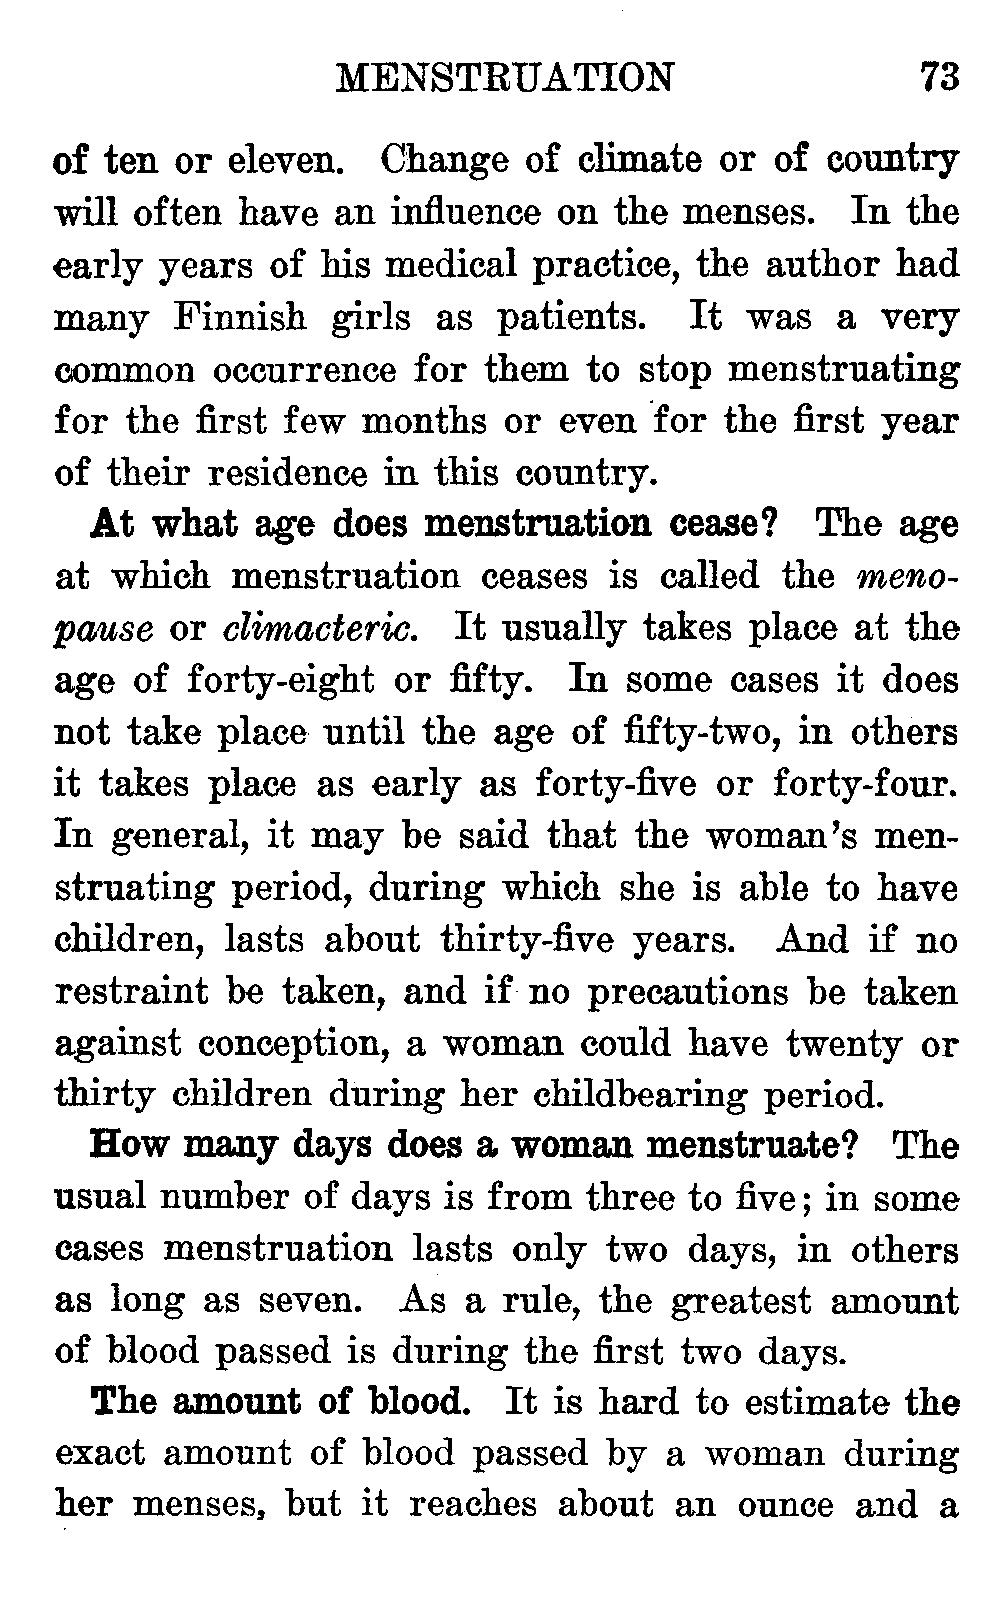 MENSTRUATION 73
of ten or eleven. Change of climate or of country
will often have an influence on the menses. In the
early years of his medical practice, the author had
many Finnish girls as patients. It was a very
common occurrence for them to stop menstruating
for the first few months or even for the first year
of their residence in this country.
At what age does menstruation cease? The age
at which menstruation ceases is called the meno-
pause or climacteric. It usually takes place at the
age of forty-eight or fifty. In some cases it does
not take place until the age of fifty-two, in others
it takes place as early as forty-five or forty-four.
In general, it may be said that the woman's men-
struating period, during which she is able to have
children, lasts about thirty-five years. And if no
restraint be taken, and if no precautions be taken
against conception, a woman could have twenty or
thirty children during her childbearing period.
How many days does a woman menstruate? The
usual number of days is from three to five; in some
cases menstruation lasts only two days, in others
as long as seven. As a rule, the greatest amount
of blood passed is during the first two days.
The amount of blood. It is hard to estimate the
exact amount of blood passed by a woman during
her menses, but it reaches about an ounce and a